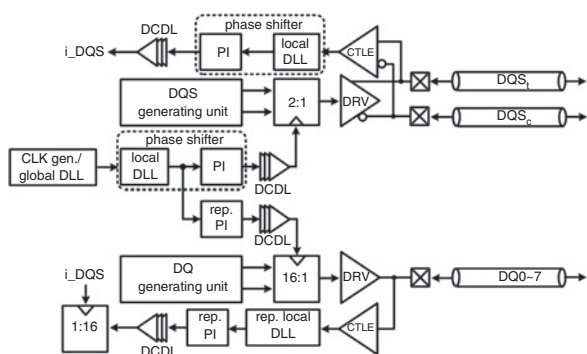 phase shifter
DCDL
i_DQS
PI
local
DLL
CTLE
DQS
generating unit
2:1
DRV
DQSt
DQSc
phase shifter
CLK gen./
global DLL
local
DLL
PI
DCDL
rep.
PI
DCDL
i_DQS
DQ
generating unit
16:1
DRV
DQ0~7
1:16
DCDL
rep.
PI
rep. local
DLL
CTLE